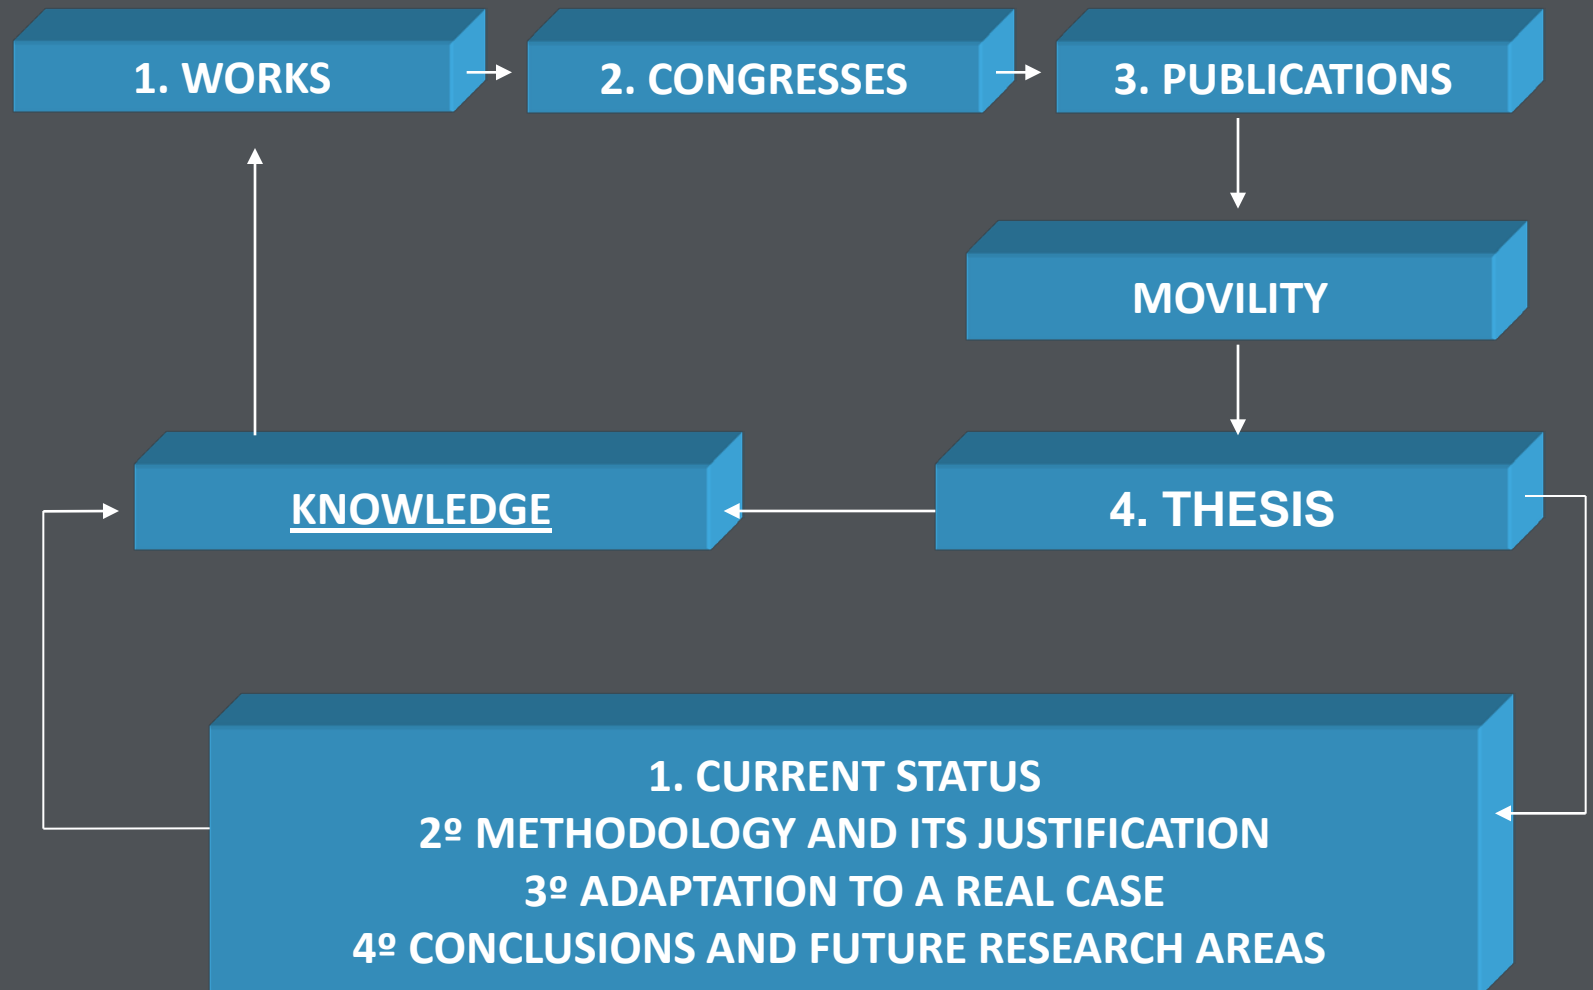 1. WORKS
2. CONGRESSES
3. PUBLICATIONS
MOVILITY
KNOWLEDGE
4. THESIS
1. CURRENT STATUS
2º METHODOLOGY AND ITS JUSTIFICATION
3º ADAPTATION TO A REAL CASE
4º CONCLUSIONS AND FUTURE RESEARCH AREAS